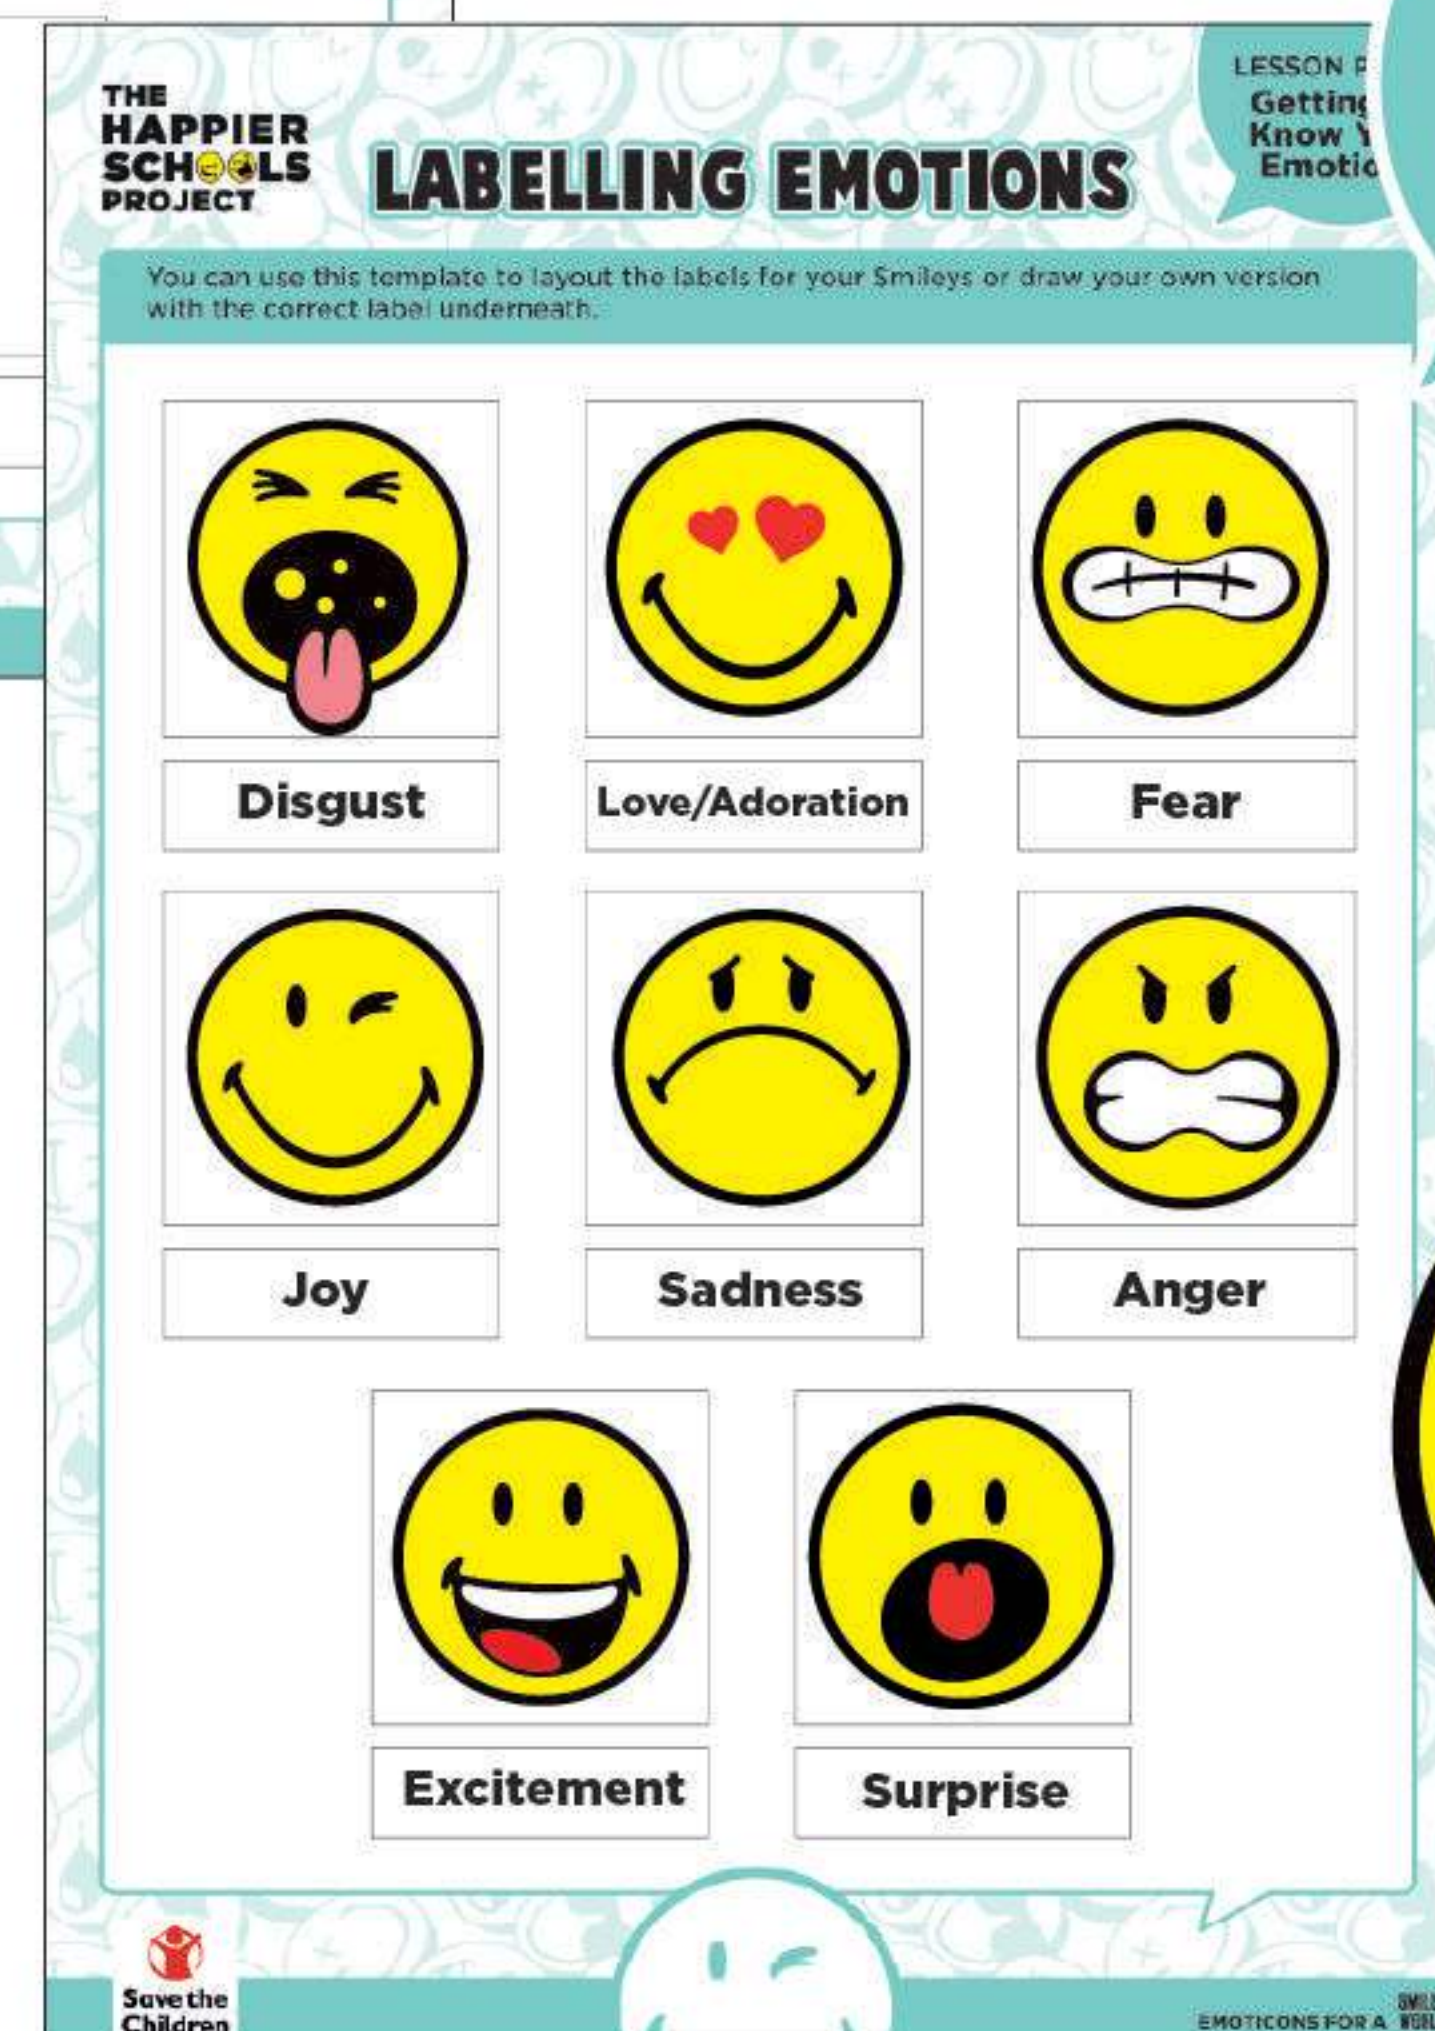 THE
HAPPIER
SCHOOLS
PROJECT
LABELLING EMOTIONS
LESSON
Getting
Know
You can use this template to layout the labels for your Smileys or draw your own version
with the correct label underneath.
Disgust
Love/Adoration
Fear
Joy
Sadness
Anger
Excitement
Surprise
Save the
Children
EMOTICONS FOR A